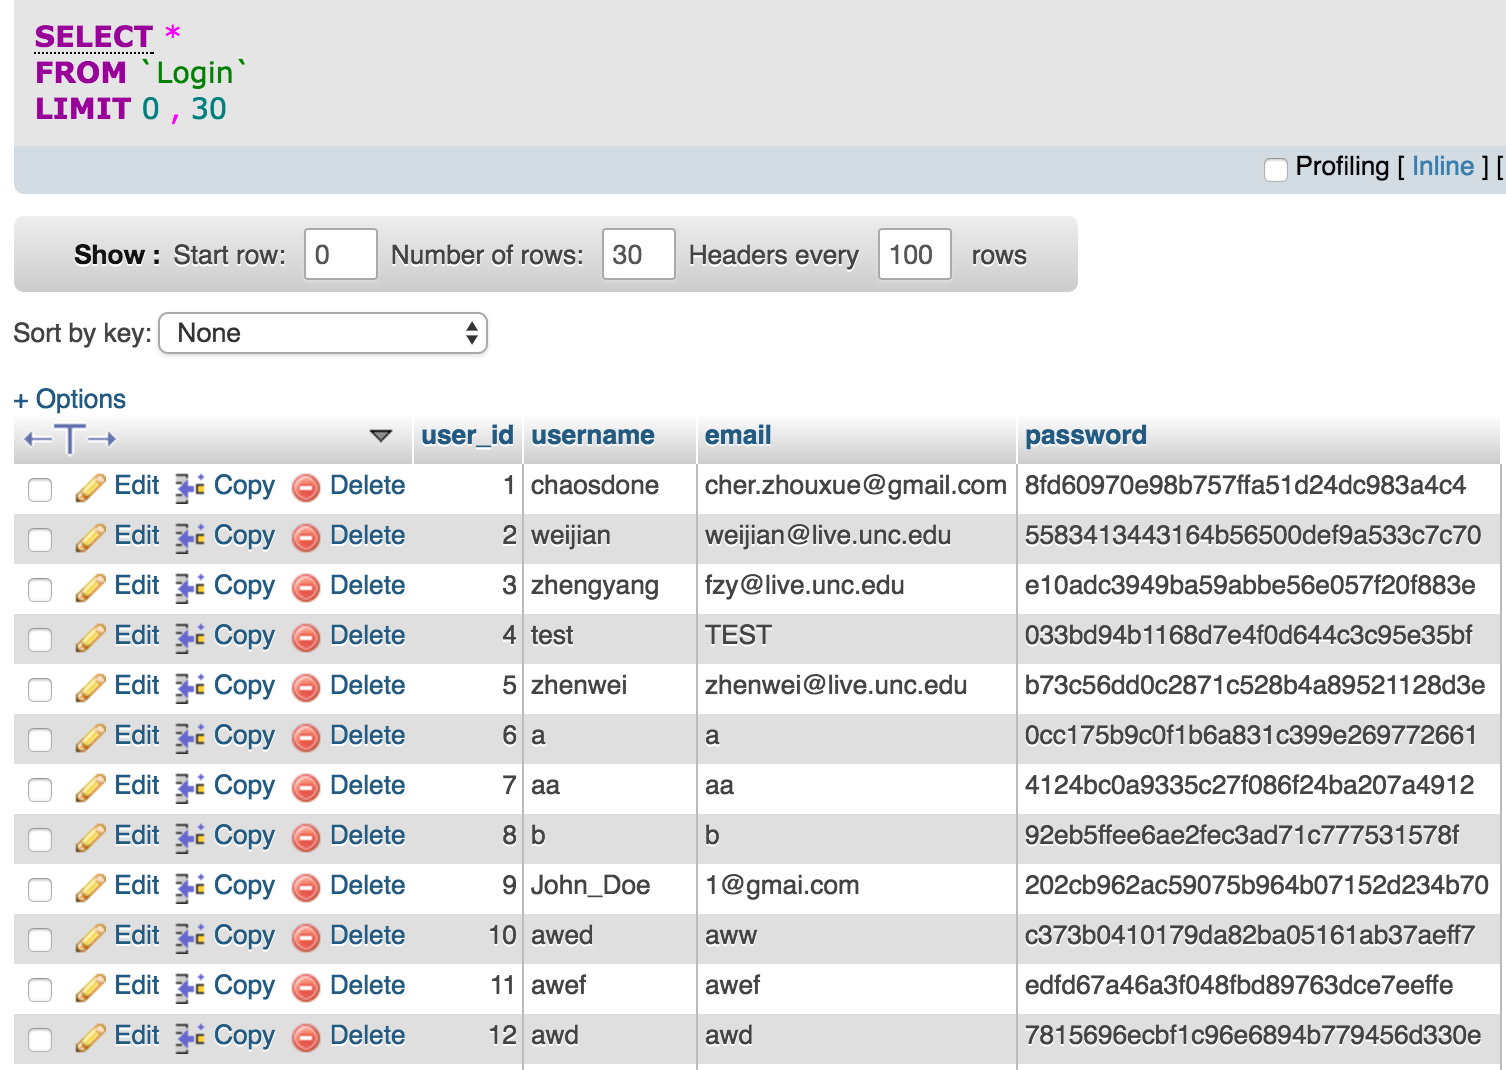 SELECT *
FROM `Login`
LIMIT 0 , 30
Profiling [ Inline ] [
Show : Start row: 0 Number of rows: 30 Headers every 100 rows
Sort by key: None
+ Options
←T→ user_id username email password
Edit Copy Delete 1 chaosdone cher.zhouxue@gmail.com 8fd60970e98b757ffa51d24dc983a4c4
Edit Copy Delete 2 weijian weijian@live.unc.edu 5583413443164b56500def9a533c7c70
Edit Copy Delete 3 zhengyang fzy@live.unc.edu e10adc3949ba59abbe56e057f20f883e
Edit Copy Delete 4 test TEST 033bd94b1168d7e4f0d644c3c95e35bf
Edit Copy Delete 5 zhenwei zhenwei@live.unc.edu b73c56dd0c2871c528b4a89521128d3e
Edit Copy Delete 6 a a 0cc175b9c0f1b6a831c399e269772661
Edit Copy Delete 7 aa aa 4124bc0a9335c27f086f24ba207a4912
Edit Copy Delete 8 b b 92eb5ffee6ae2fec3ad71c777531578f
Edit Copy Delete 9 John_Doe 1@gmai.com 202cb962ac59075b964b07152d234b70
Edit Copy Delete 10 awed aww c373b0410179da82ba05161ab37aeff7
Edit Copy Delete 11 awef awef edfd67a46a3f048fbd89763dce7eeffe
Edit Copy Delete 12 awd awd 7815696ecbf1c96e6894b779456d330e